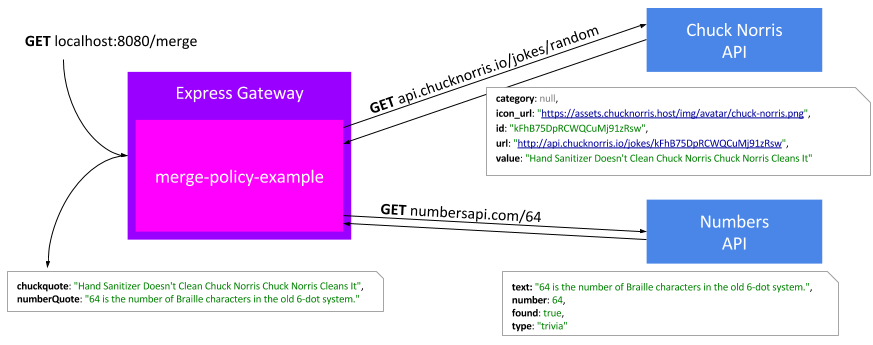 GET localhost:8080/merge
Express Gateway
merge-policy-example
GET api.chucknorris.io/jokes/random
Chuck Norris
API
category: null,
icon_url: "https://assets.chucknorris.host/img/avatar/chuck-norris.png",
id: "kFhB75DpRCWQCuMj91zRsw",
url: "http://api.chucknorris.io/jokes/kFhB75DpRCWQCuMj91zRsw",
value: "Hand Sanitizer Doesn't Clean Chuck Norris Chuck Norris Cleans It"
GET numbersapi.com/64
Numbers
API
chuckquote: "Hand Sanitizer Doesn't Clean Chuck Norris Chuck Norris Cleans It",
numberQuote: "64 is the number of Braille characters in the old 6-dot system."
text: "64 is the number of Braille characters in the old 6-dot system.",
number: 64,
found: true,
type: "trivia"